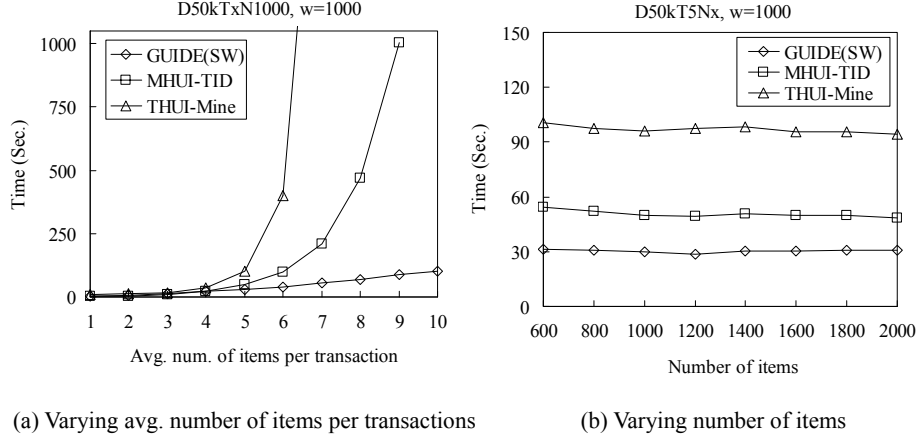 D50kTxN1000, w=1000
GUIDE(SW)
MHUI-TID
THUI-Mine
Time (Sec.)
1000
750
500
250
0
1 2 3 4 5 6 7 8 9 10
Avg. num. of items per transaction
(a) Varying avg. number of items per transactions
D50kT5Nx, w=1000
GUIDE(SW)
MHUI-TID
THUI-Mine
Time (Sec.)
150
120
90
60
30
0
600 800 1000 1200 1400 1600 1800 2000
Number of items
(b) Varying number of items